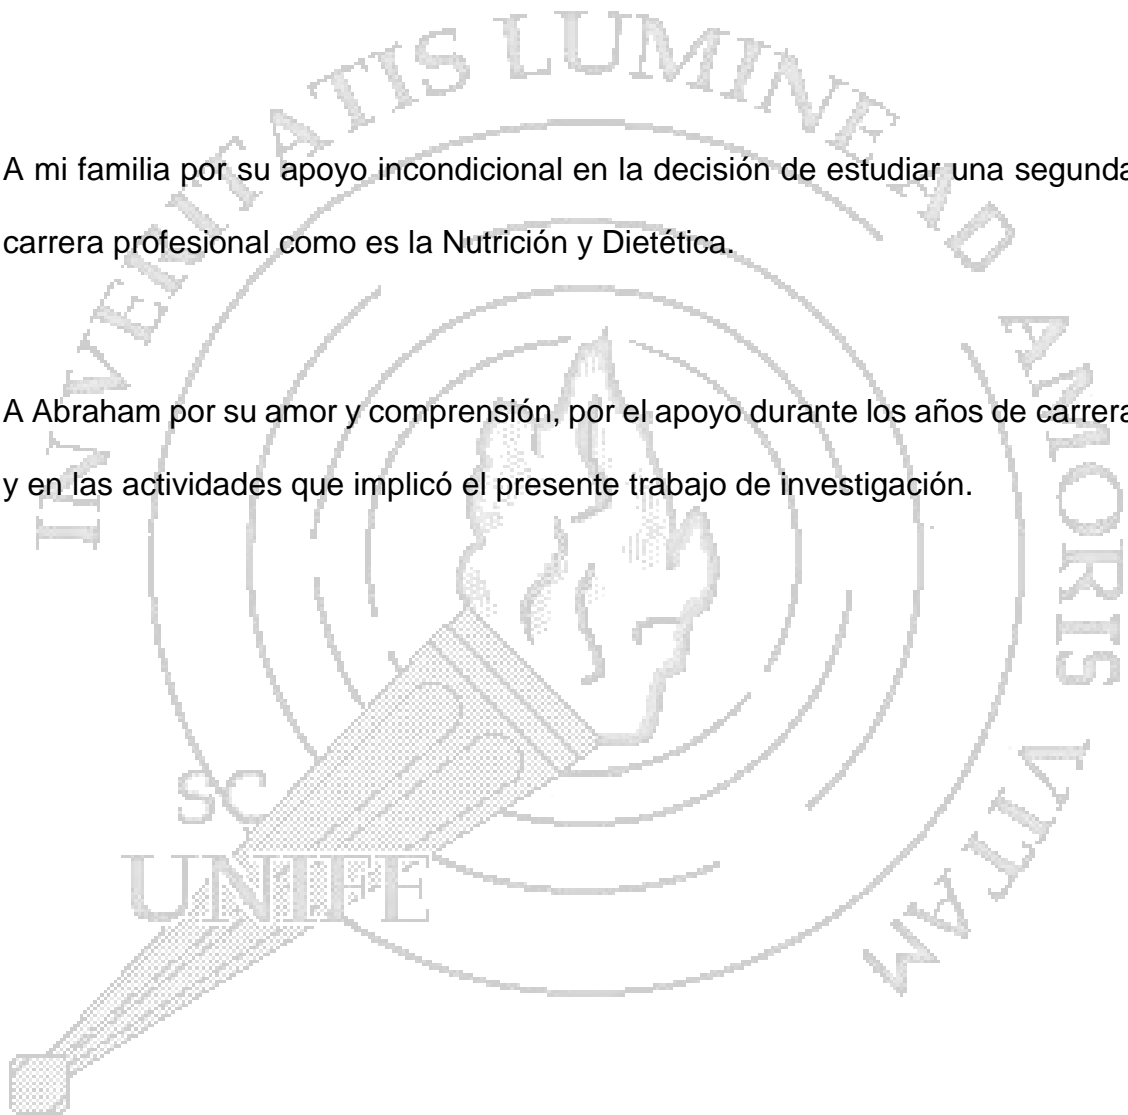 IN VERITATIS LUMINE AD AMORIS VITAM
A mi familia por su apoyo incondicional en la decisión de estudiar una segunda
carrera profesional como es la Nutrición y Dietética.
A Abraham por su amor y comprensión, por el apoyo durante los años de carrera
y en las actividades que implicó el presente trabajo de investigación.
SC
UNIFE